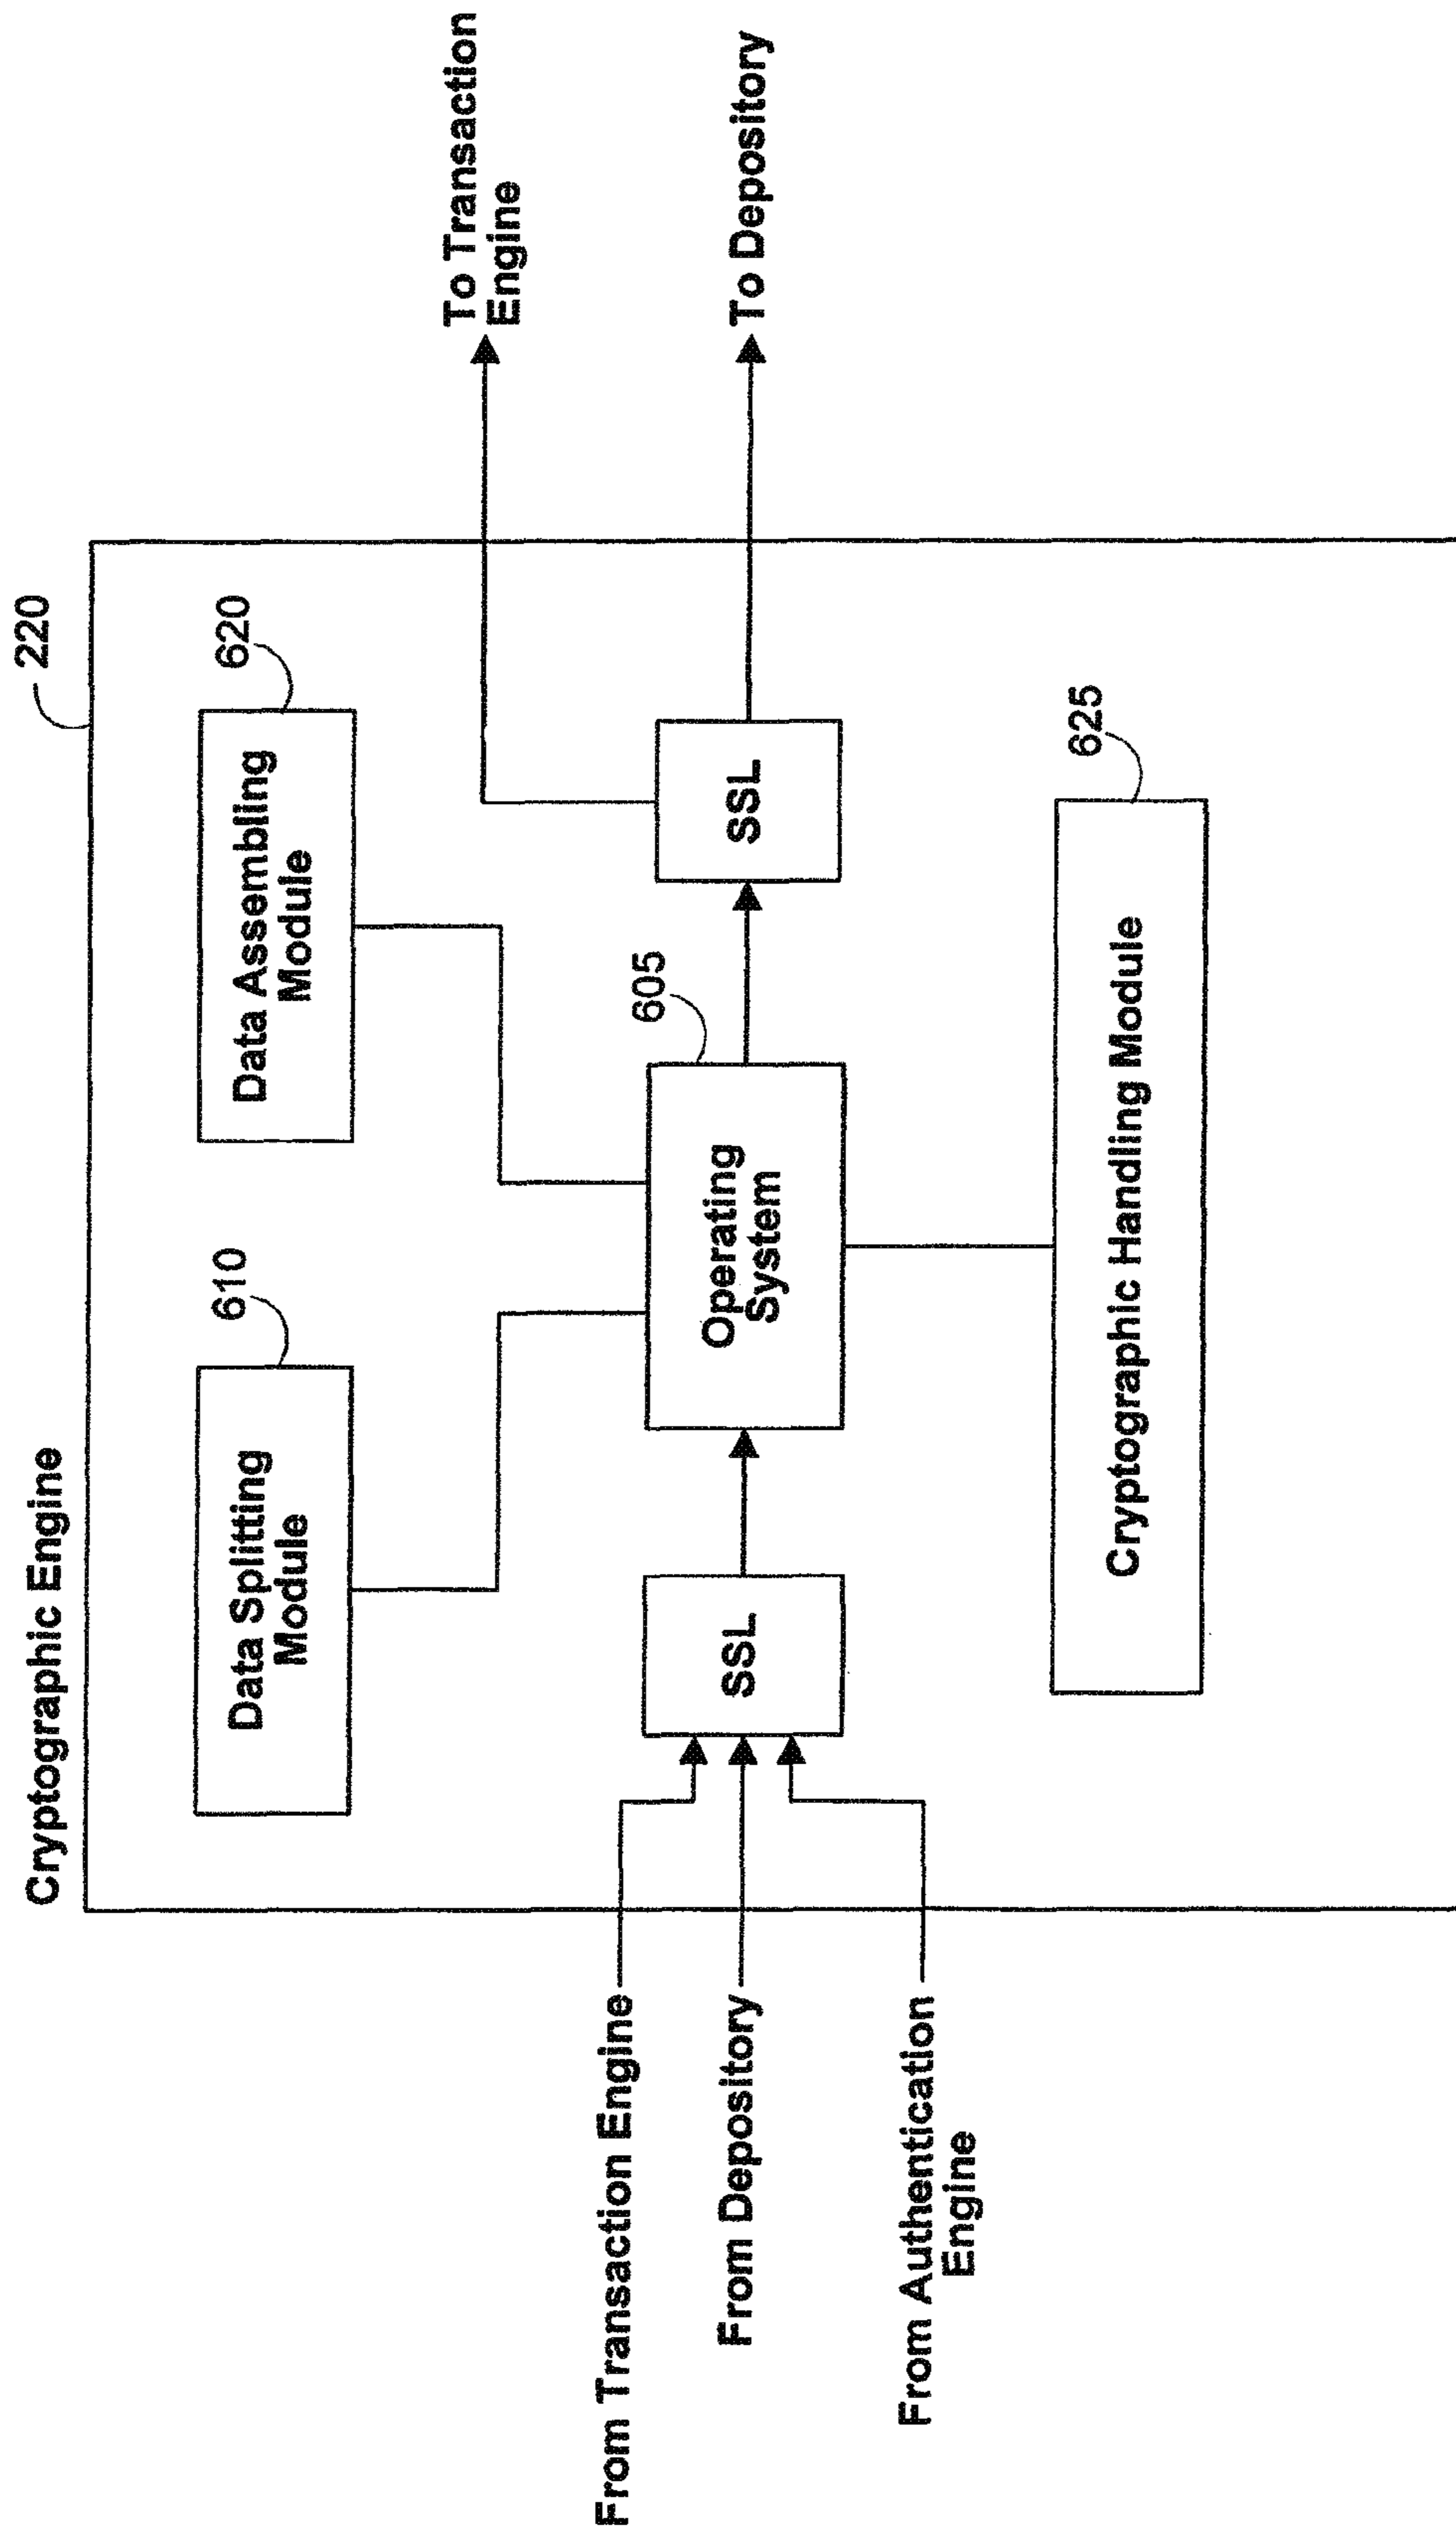 Cryptographic Engine
220
Data Splitting
Module
610
Data Assembling
Module
620
To Transaction
Engine
From Transaction Engine
From Depository
From Authentication
Engine
SSL
Operating
System
605
SSL
To Depository
Cryptographic Handling Module
625